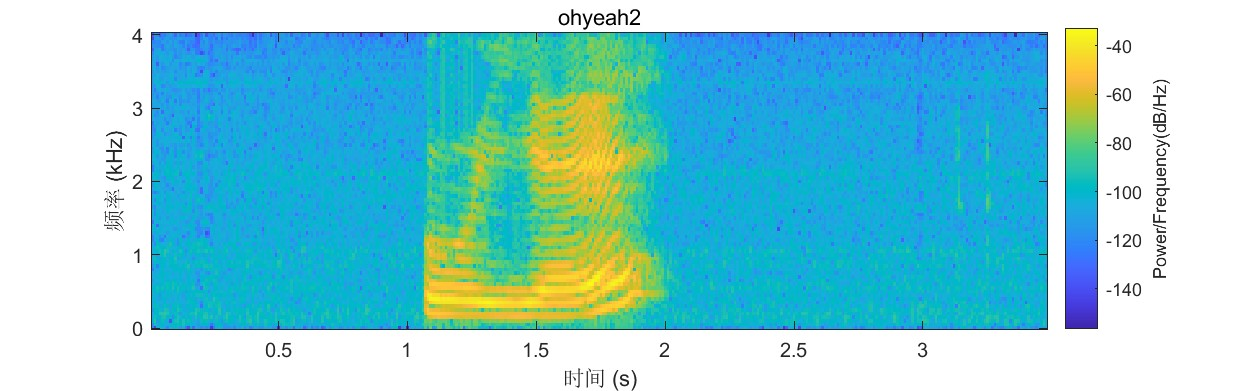 ohyeah2
4
3
2
1
0
频率 (kHz)
0.5 1 1.5 2 2.5 3
时间 (s)
-40
-60
-80
-100
-120
-140
Power/Frequency(dB/Hz)